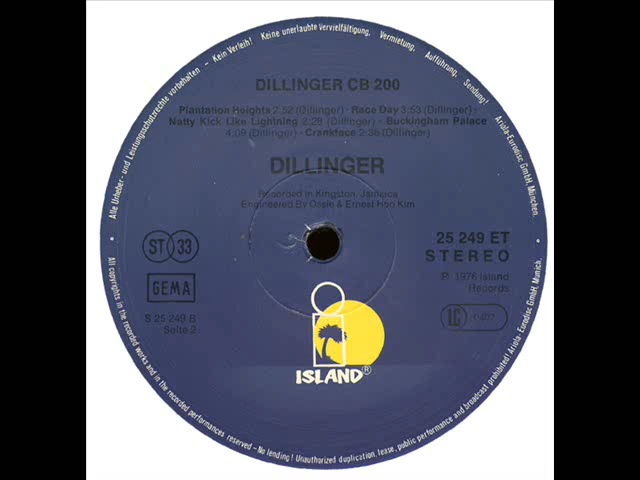 Alle Urheber- und Leistungsschutzrechte vorbehalten – Kein Verleih! Keine unerlaubte Vervielfältigung, Vermietung, Aufführung, Sendung! Ariola-Eurodisc GmbH, München.
DILLINGER CB 200
Plantation Heights 2:52 (Dillinger) · Race Day 3:53 (Dillinger) ·
Natty Kick Like Lightning 2:28 (Dillinger) · Buckingham Palace
4:09 (Dillinger) · Crankface 2:36 (Dillinger)
DILLINGER
Recorded in Kingston, Jamaica
Engineered By Ossie & Ernest Hoo Kim
ST 33
25 249 ET
STEREO
GEMA
P. 1976 Island
Records
S 25 249 B
Seite 2
LC
ISLAND®
All copyrights in the recorded works and in the recorded performances reserved – No lending! Unauthorized duplication, lease, public performance and broadcast prohibited! Ariola-Eurodisc GmbH, Munich.